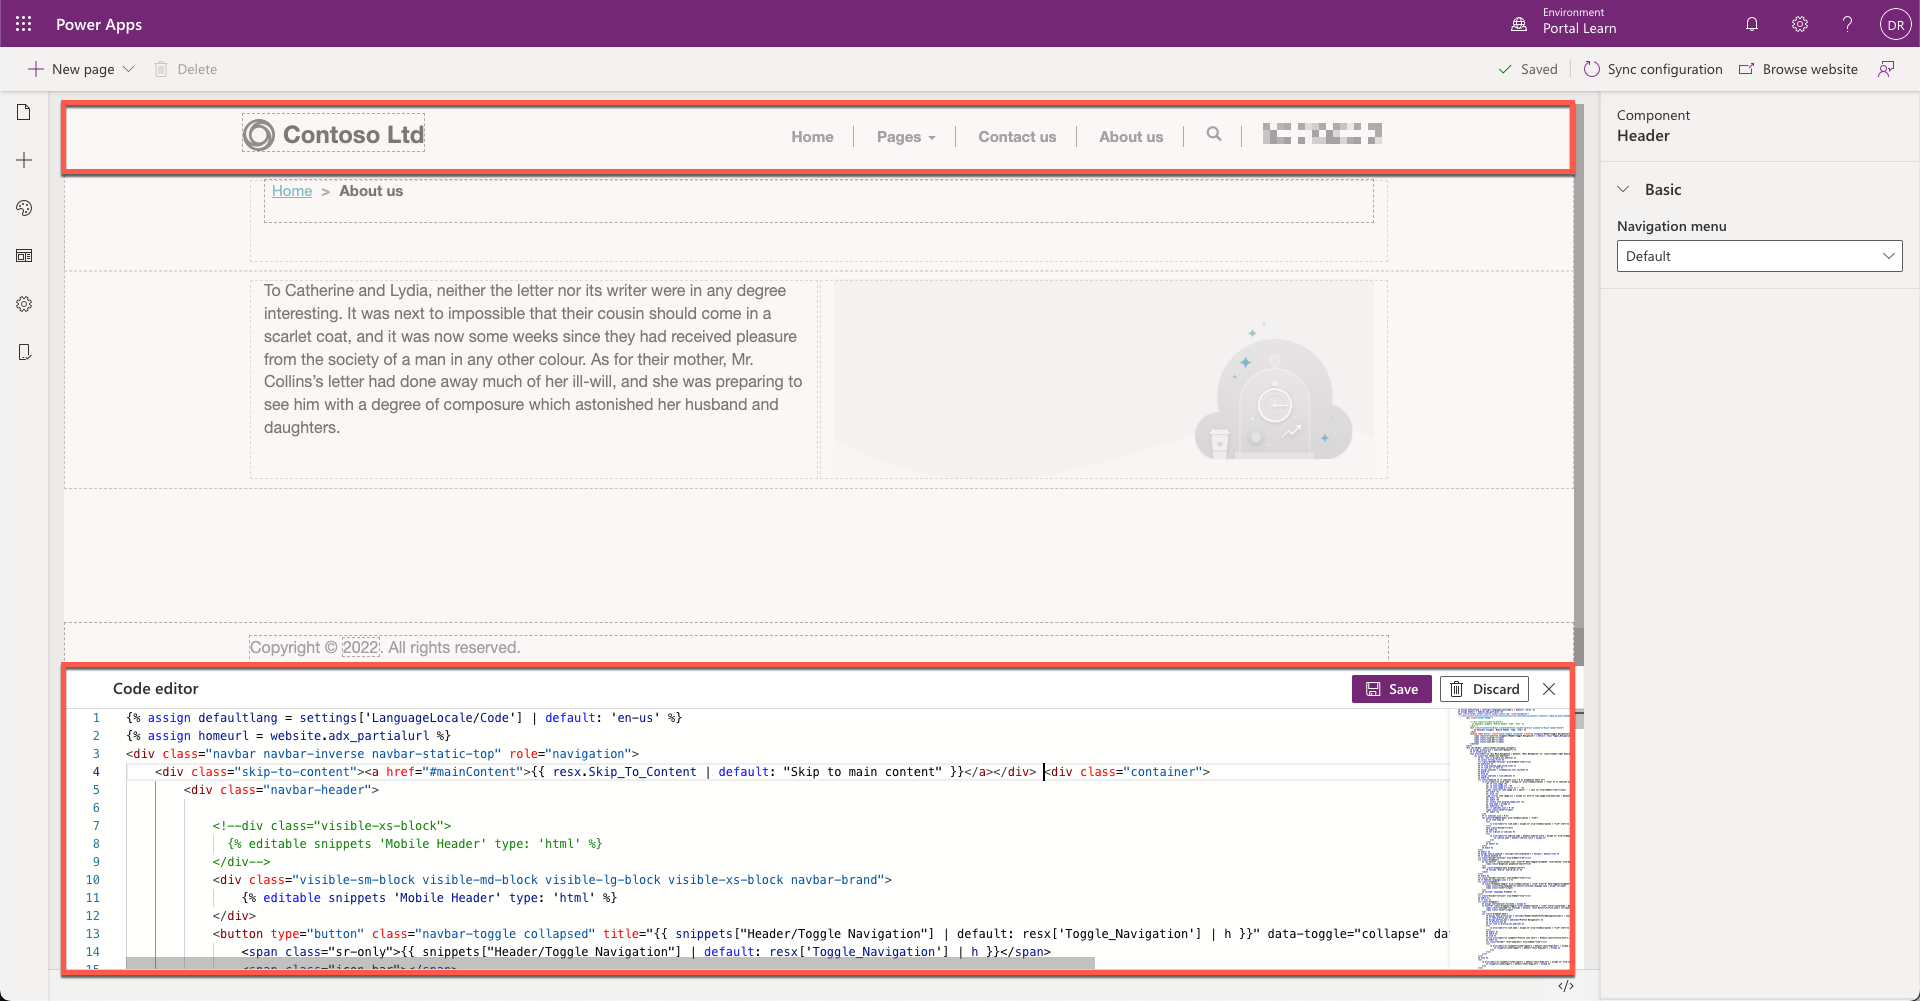 Power Apps
Environment
Portal Learn
DR
New page
Delete
Saved
Sync configuration
Browse website
Contoso Ltd
Home
Pages
Contact us
About us
Home > About us
To Catherine and Lydia, neither the letter nor its writer were in any degree
interesting. It was next to impossible that their cousin should come in a
scarlet coat, and it was now some weeks since they had received pleasure
from the society of a man in any other colour. As for their mother, Mr.
Collins’s letter had done away much of her ill-will, and she was preparing to
see him with a degree of composure which astonished her husband and
daughters.
Copyright © 2022. All rights reserved.
Component
Header
Basic
Navigation menu
Default
Code editor
Save
Discard
1 {% assign defaultlang = settings['LanguageLocale/Code'] | default: 'en-us' %}
2 {% assign homeurl = website.adx_partialurl %}
3 <div class="navbar navbar-inverse navbar-static-top" role="navigation">
4 <div class="skip-to-content"><a href="#mainContent">{{ resx.Skip_To_Content | default: "Skip to main content" }}</a></div> <div class="container">
5 <div class="navbar-header">
6
7 <!--div class="visible-xs-block">
8 {% editable snippets 'Mobile Header' type: 'html' %}
9 </div-->
10 <div class="visible-sm-block visible-md-block visible-lg-block visible-xs-block navbar-brand">
11 {% editable snippets 'Mobile Header' type: 'html' %}
12 </div>
13 <button type="button" class="navbar-toggle collapsed" title="{{ snippets["Header/Toggle Navigation"] | default: resx['Toggle_Navigation'] | h }}" data-toggle="collapse" da
14 <span class="sr-only">{{ snippets["Header/Toggle Navigation"] | default: resx['Toggle_Navigation'] | h }}</span>
15 <span class="icon-bar"></span>